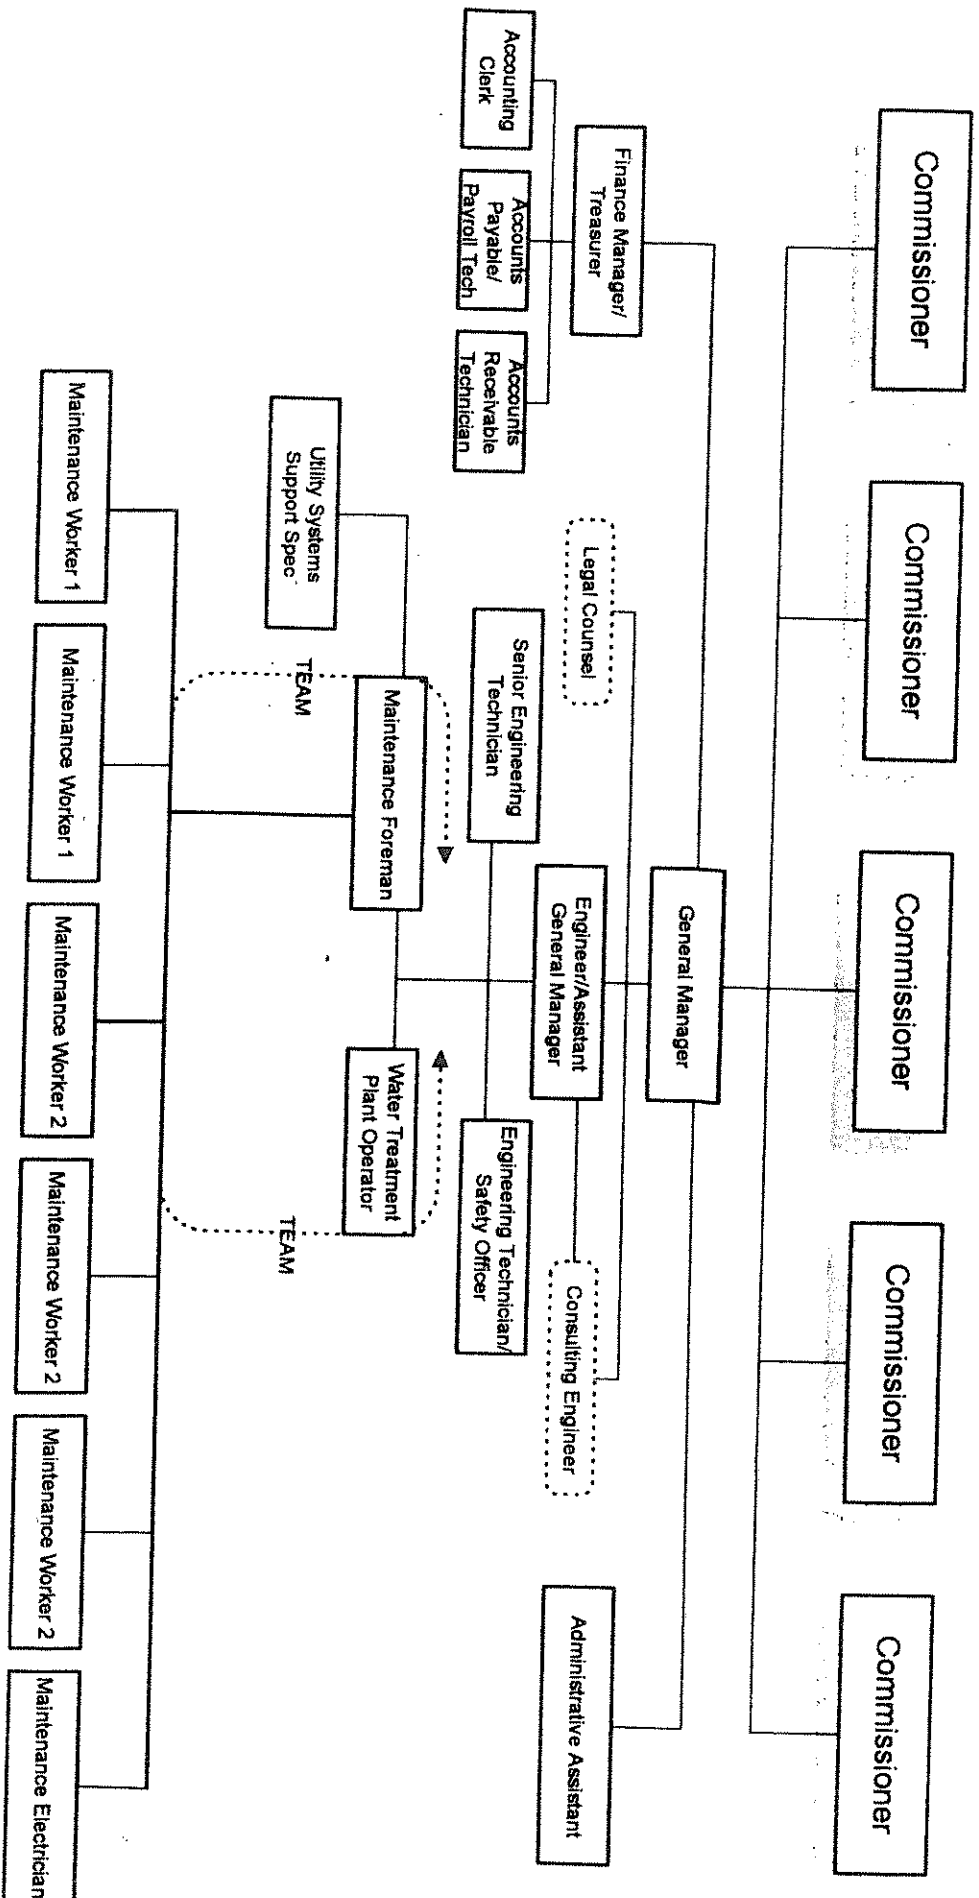 Commissioner
Commissioner
Commissioner
Commissioner
Commissioner
General Manager
Finance Manager/
Treasurer
Legal Counsel
Engineer/Assistant
General Manager
Consulting Engineer
Administrative Assistant
Accounting
Clerk
Accounts
Payable/
Payroll Tech
Accounts
Receivable
Technician
Senior Engineering
Technician
Engineering Technician/
Safety Officer
Utility Systems
Support Spec
Maintenance Foreman
Water Treatment
Plant Operator
TEAM
TEAM
Maintenance Worker 1
Maintenance Worker 1
Maintenance Worker 2
Maintenance Worker 2
Maintenance Worker 2
Maintenance Electrician